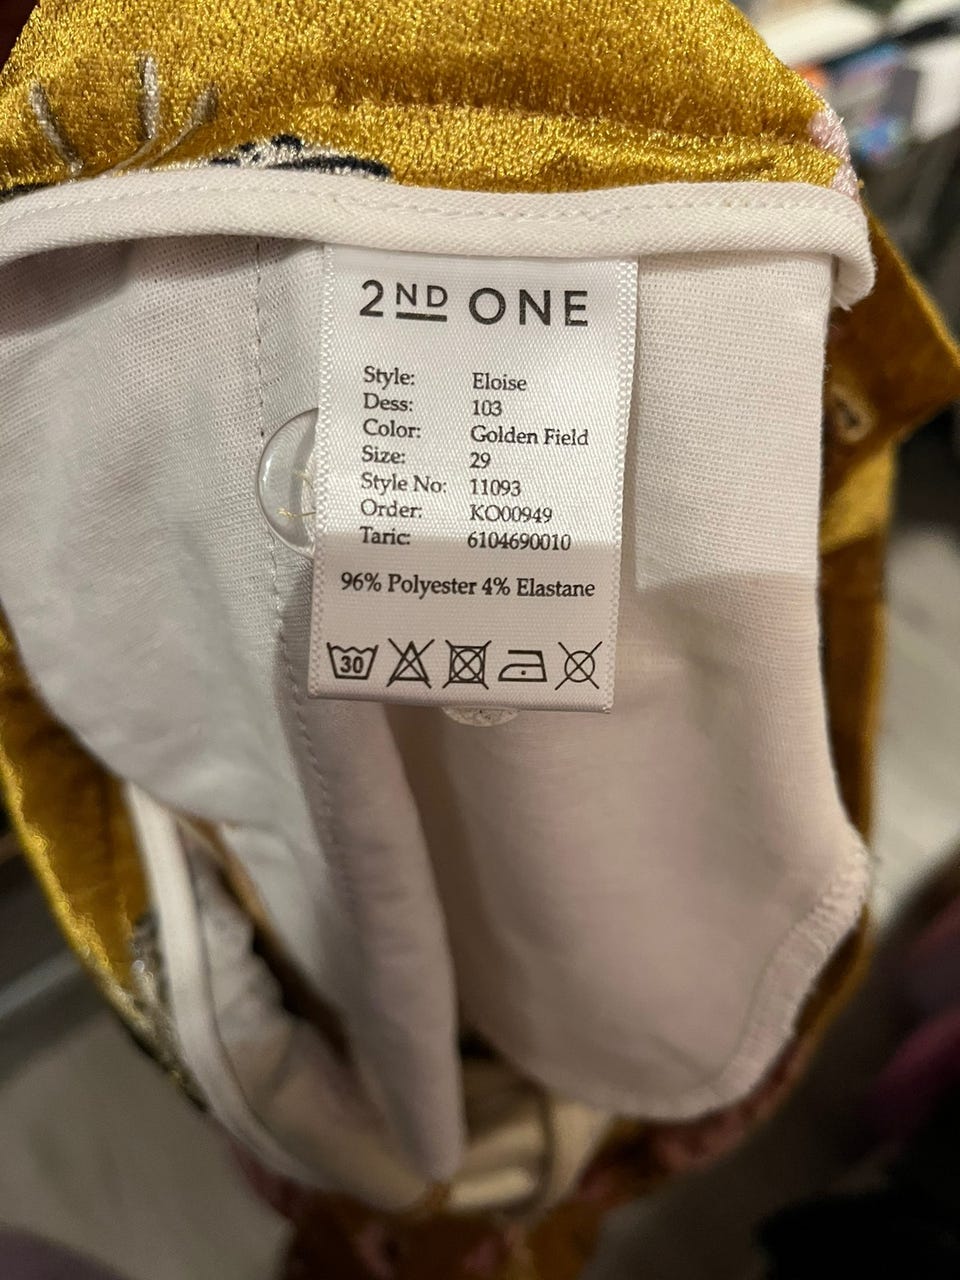 2ND ONE
Style: Eloise
Dess: 103
Color: Golden Field
Size: 29
Style No: 11093
Order: KO00949
Taric: 6104690010
96% Polyester 4% Elastane
30